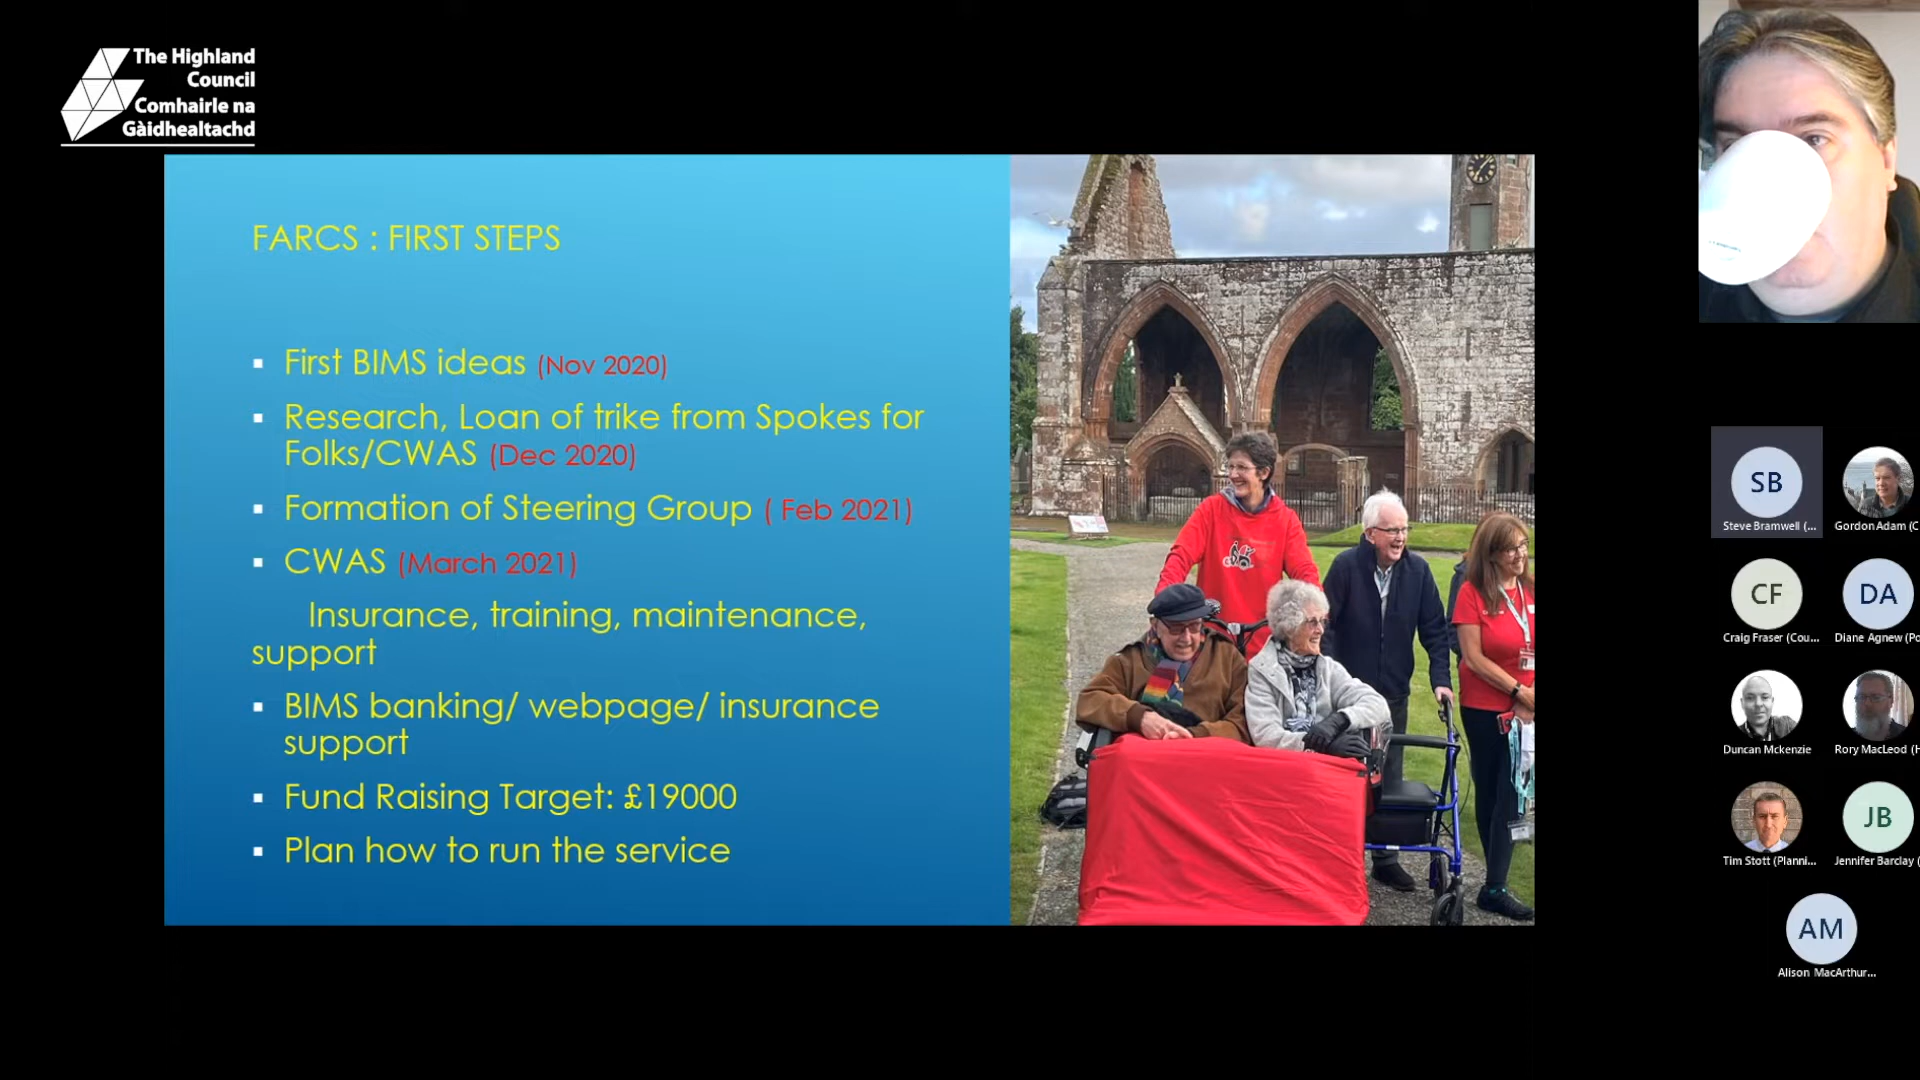 The Highland
Council
Comhairle na
Gàidhealtachd
FARCS : FIRST STEPS
▪ First BIMS ideas (Nov 2020)
▪ Research, Loan of trike from Spokes for
Folks/CWAS (Dec 2020)
▪ Formation of Steering Group ( Feb 2021)
▪ CWAS (March 2021)
Insurance, training, maintenance,
support
▪ BIMS banking/ webpage/ insurance
support
▪ Fund Raising Target: £19000
▪ Plan how to run the service
SB
Steve Bramwell (...
Gordon Adam (C
CF
Craig Fraser (Cou...
DA
Diane Agnew (Po
Duncan Mckenzie
Rory MacLeod (H
Tim Stott (Planni...
JB
Jennifer Barclay (
AM
Alison MacArthur...